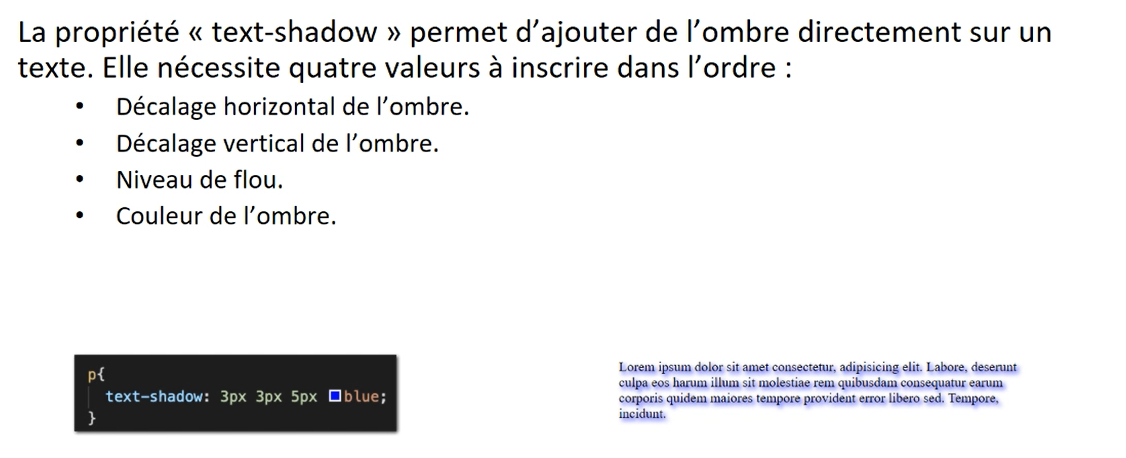 La propriété « text-shadow » permet d’ajouter de l’ombre directement sur un
texte. Elle nécessite quatre valeurs à inscrire dans l’ordre :
• Décalage horizontal de l’ombre.
• Décalage vertical de l’ombre.
• Niveau de flou.
• Couleur de l’ombre.
p{
text-shadow: 3px 3px 5px blue;
}
Lorem ipsum dolor sit amet consectetur, adipisicing elit. Labore, deserunt
culpa eos harum illum sit molestiae rem quibusdam consequatur earum
corporis quidem maiores tempore provident error libero sed. Tempore,
incidunt.